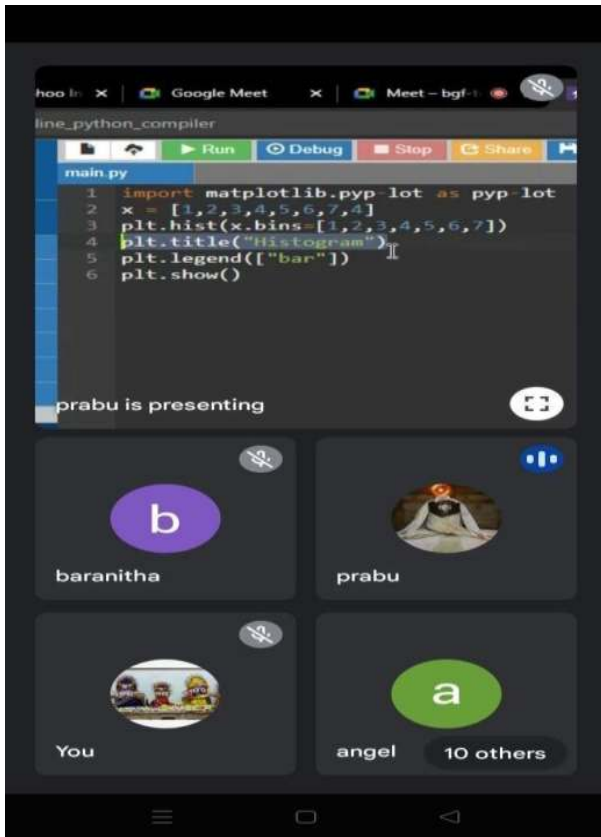 hoo In × Google Meet × Meet – bgf-t
line_python_compiler
Run Debug Stop Share
main.py
1 import matplotlib.pyp-lot as pyp-lot
2 x = [1,2,3,4,5,6,7,4]
3 plt.hist(x.bins=[1,2,3,4,5,6,7])
4 plt.title("Histogram")
5 plt.legend(["bar"])
6 plt.show()
prabu is presenting
b
baranitha
prabu
You
a
angel
10 others